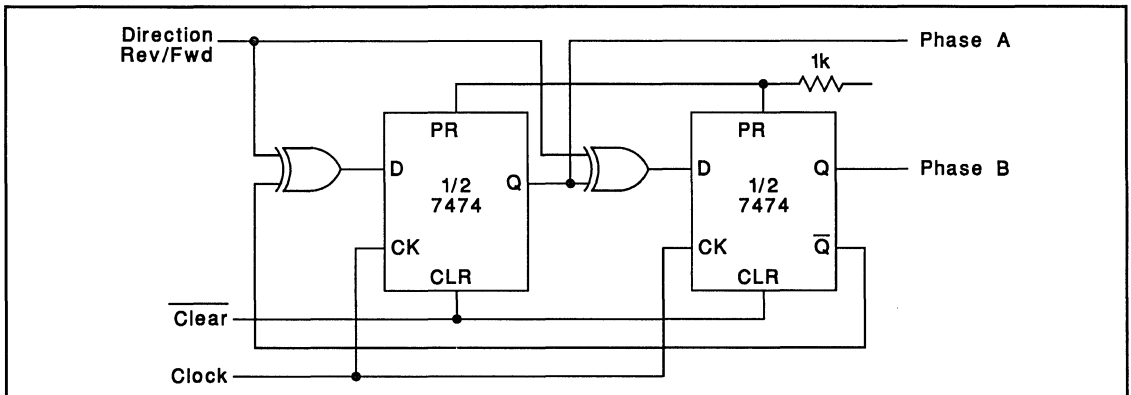 Direction
Rev/Fwd
Phase A
1k
PR
PR
D
Q
D
Q
Phase B
1/2
7474
1/2
7474
CK
CK
Q̅
CLR
CLR
C̅l̅e̅a̅r̅
Clock